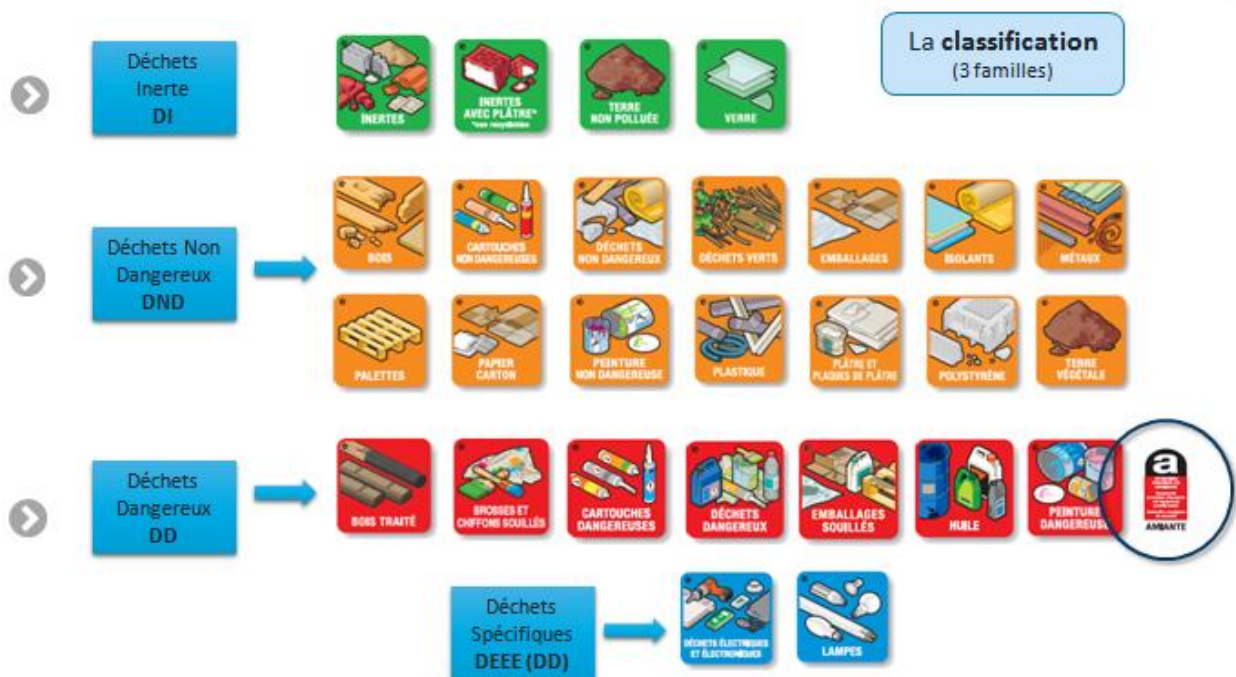 La classification
(3 familles)
Déchets
Inerte
DI
INERTES
INERTES
AVEC PLÂTRE*
*non recyclables
TERRE
NON POLLUÉE
VERRE
Déchets Non
Dangereux
DND
BOIS
CARTOUCHES
NON DANGEREUSES
DÉCHETS
NON DANGEREUX
DÉCHETS VERTS
EMBALLAGES
ISOLANTS
MÉTAUX
PALETTES
PAPIER
CARTON
PEINTURE
NON DANGEREUSE
PLASTIQUE
PLÂTRE ET
PLAQUES DE PLÂTRE
POLYSTYRÈNE
TERRE
VÉGÉTALE
Déchets
Dangereux
DD
BOIS TRAITÉ
BROSSES ET
CHIFFONS SOUILLÉS
CARTOUCHES
DANGEREUSES
DÉCHETS
DANGEREUX
EMBALLAGES
SOUILLÉS
HUILE
PEINTURE
DANGEREUSE
a
AMIANTE
Déchets
Spécifiques
DEEE (DD)
DÉCHETS ÉLECTRIQUES
ET ÉLECTRONIQUES
LAMPES